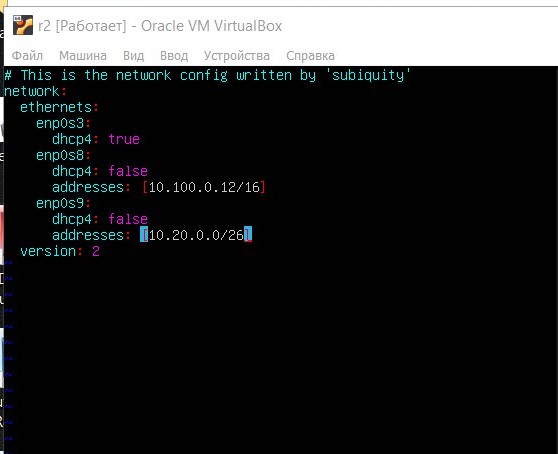 r2 [Работает] - Oracle VM VirtualBox
Файл Машина Вид Ввод Устройства Справка
# This is the network config written by 'subiquity'
network:
  ethernets:
    enp0s3:
      dhcp4: true
    enp0s8:
      dhcp4: false
      addresses: [10.100.0.12/16]
    enp0s9:
      dhcp4: false
      addresses: [10.20.0.0/26]
  version: 2
~
~
~
~
~
~
~
~
~
~
~
~